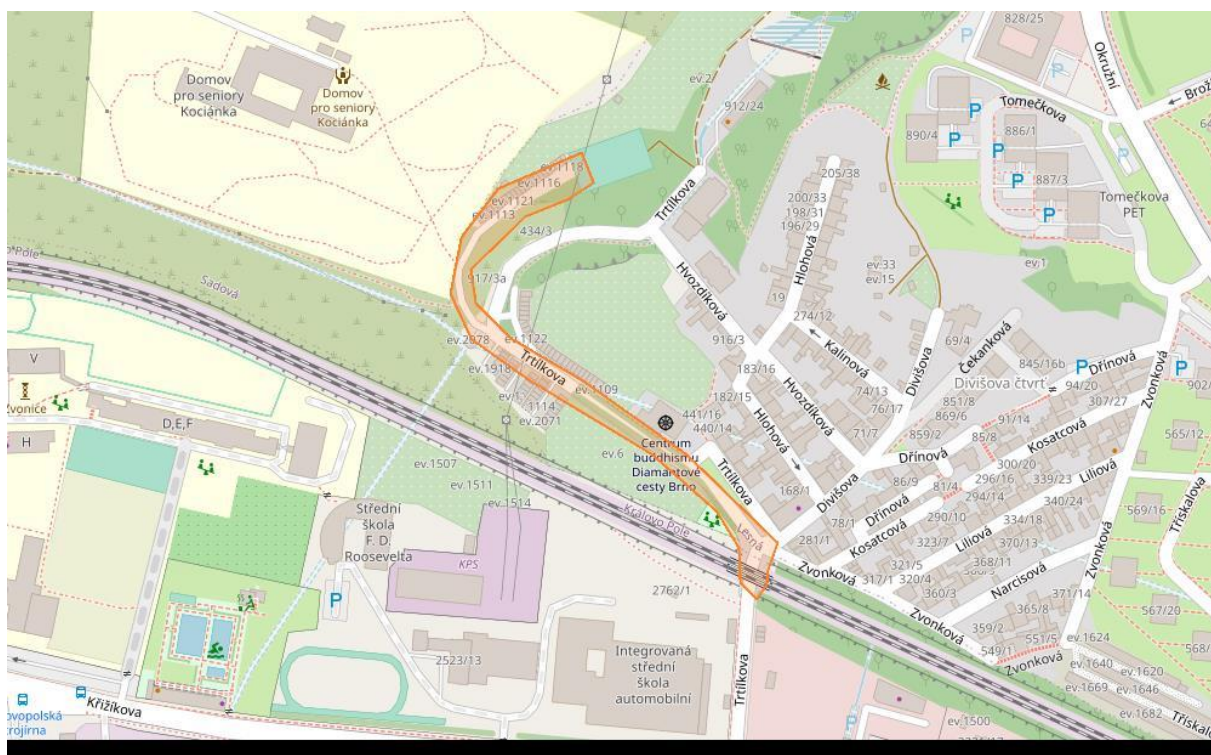 828/25
P
Okružní
Brož
ev.2
Domov
pro seniory
Kociánka
Domov
pro seniory
Kociánka
912/24
Tomečkova
P
P
890/4
886/1
P
P
887/3
P
P
Tomečkova
PET
ev.1118
ev.1116
ev.1121
ev.1113
205/38
200/33
198/31
196/29
Trtílkova
434/3
Hlohová
917/3a
Sadová
Hvozdíková
ev.33
ev.15
ev.1
274/12
916/3
Kalinová
69/4
Čekanková
845/16b
Dřínová
P
P
ev.2078
ev.1122
Trtílkova
ev.1918
183/16
Divišova
Divišova čtvrť
94/20
307/27
902/
Zvonková
V
Zvonice
ev.1109
182/15
Hvozdíková
74/13
76/17
851/8
869/6
91/14
Kosatcová
1114
ev.2071
441/16
440/14
Hlohová
71/7
859/2
85/8
565/12
D,E,F
H
ev.6
Centrum
buddhismu
Diamantové
cesty Brno
Dřínová
300/20
Liliová
ev.1507
ev.1511
ev.1514
Trtílkova
168/1
Divišova
86/9
81/4
296/16
294/14
339/23
340/24
Třískalova
569/16
Střední
škola
F. D.
Roosevelta
Královo Pole
Lesná
78/1
Dřínová
290/10
334/18
281/1
Kosatcová
323/7
Liliová
370/13
Zvonková
KPS
321/5
368/11
Zvonková
317/1
320/4
Narcisová
2762/1
360/3
371/14
P
365/8
567/20
Zvonková
359/2
551/5
ev.1624
549/1
Zvonková
ev.1640
ev.1620
568/
2523/13
Integrovaná
střední
škola
automobilní
Trtílkova
ev.1669
ev.1646
ev.1682
Křižíkova
P
ev.1500
Třískalova